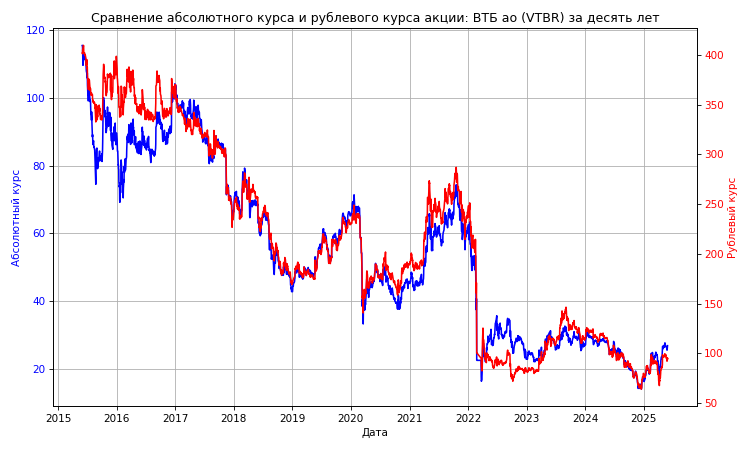 Сравнение абсолютного курса и рублевого курса акции: ВТБ ао (VTBR) за десять лет
120
100
80
60
40
20
Абсолютный курс
400
350
300
250
200
150
100
50
Рублевый курс
2015 2016 2017 2018 2019 2020 2021 2022 2023 2024 2025
Дата